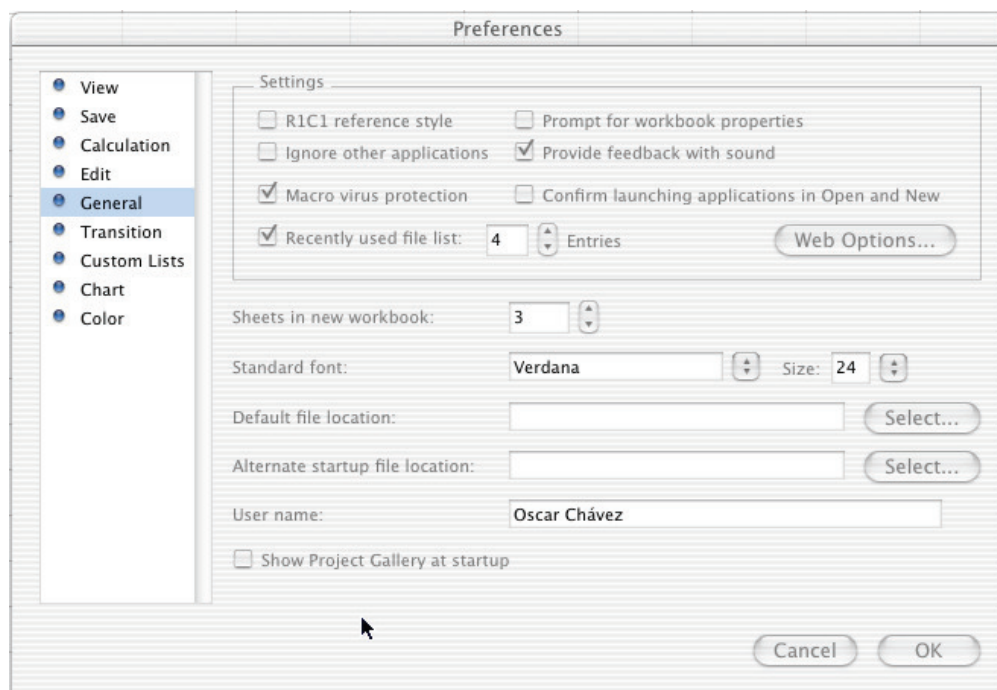 Preferences
View
Save
Calculation
Edit
General
Transition
Custom Lists
Chart
Color
Settings
R1C1 reference style
Prompt for workbook properties
Ignore other applications
Provide feedback with sound
Macro virus protection
Confirm launching applications in Open and New
Recently used file list: 4 Entries
Web Options...
Sheets in new workbook: 3
Standard font: Verdana Size: 24
Default file location: Select...
Alternate startup file location: Select...
User name: Oscar Chávez
Show Project Gallery at startup
Cancel OK